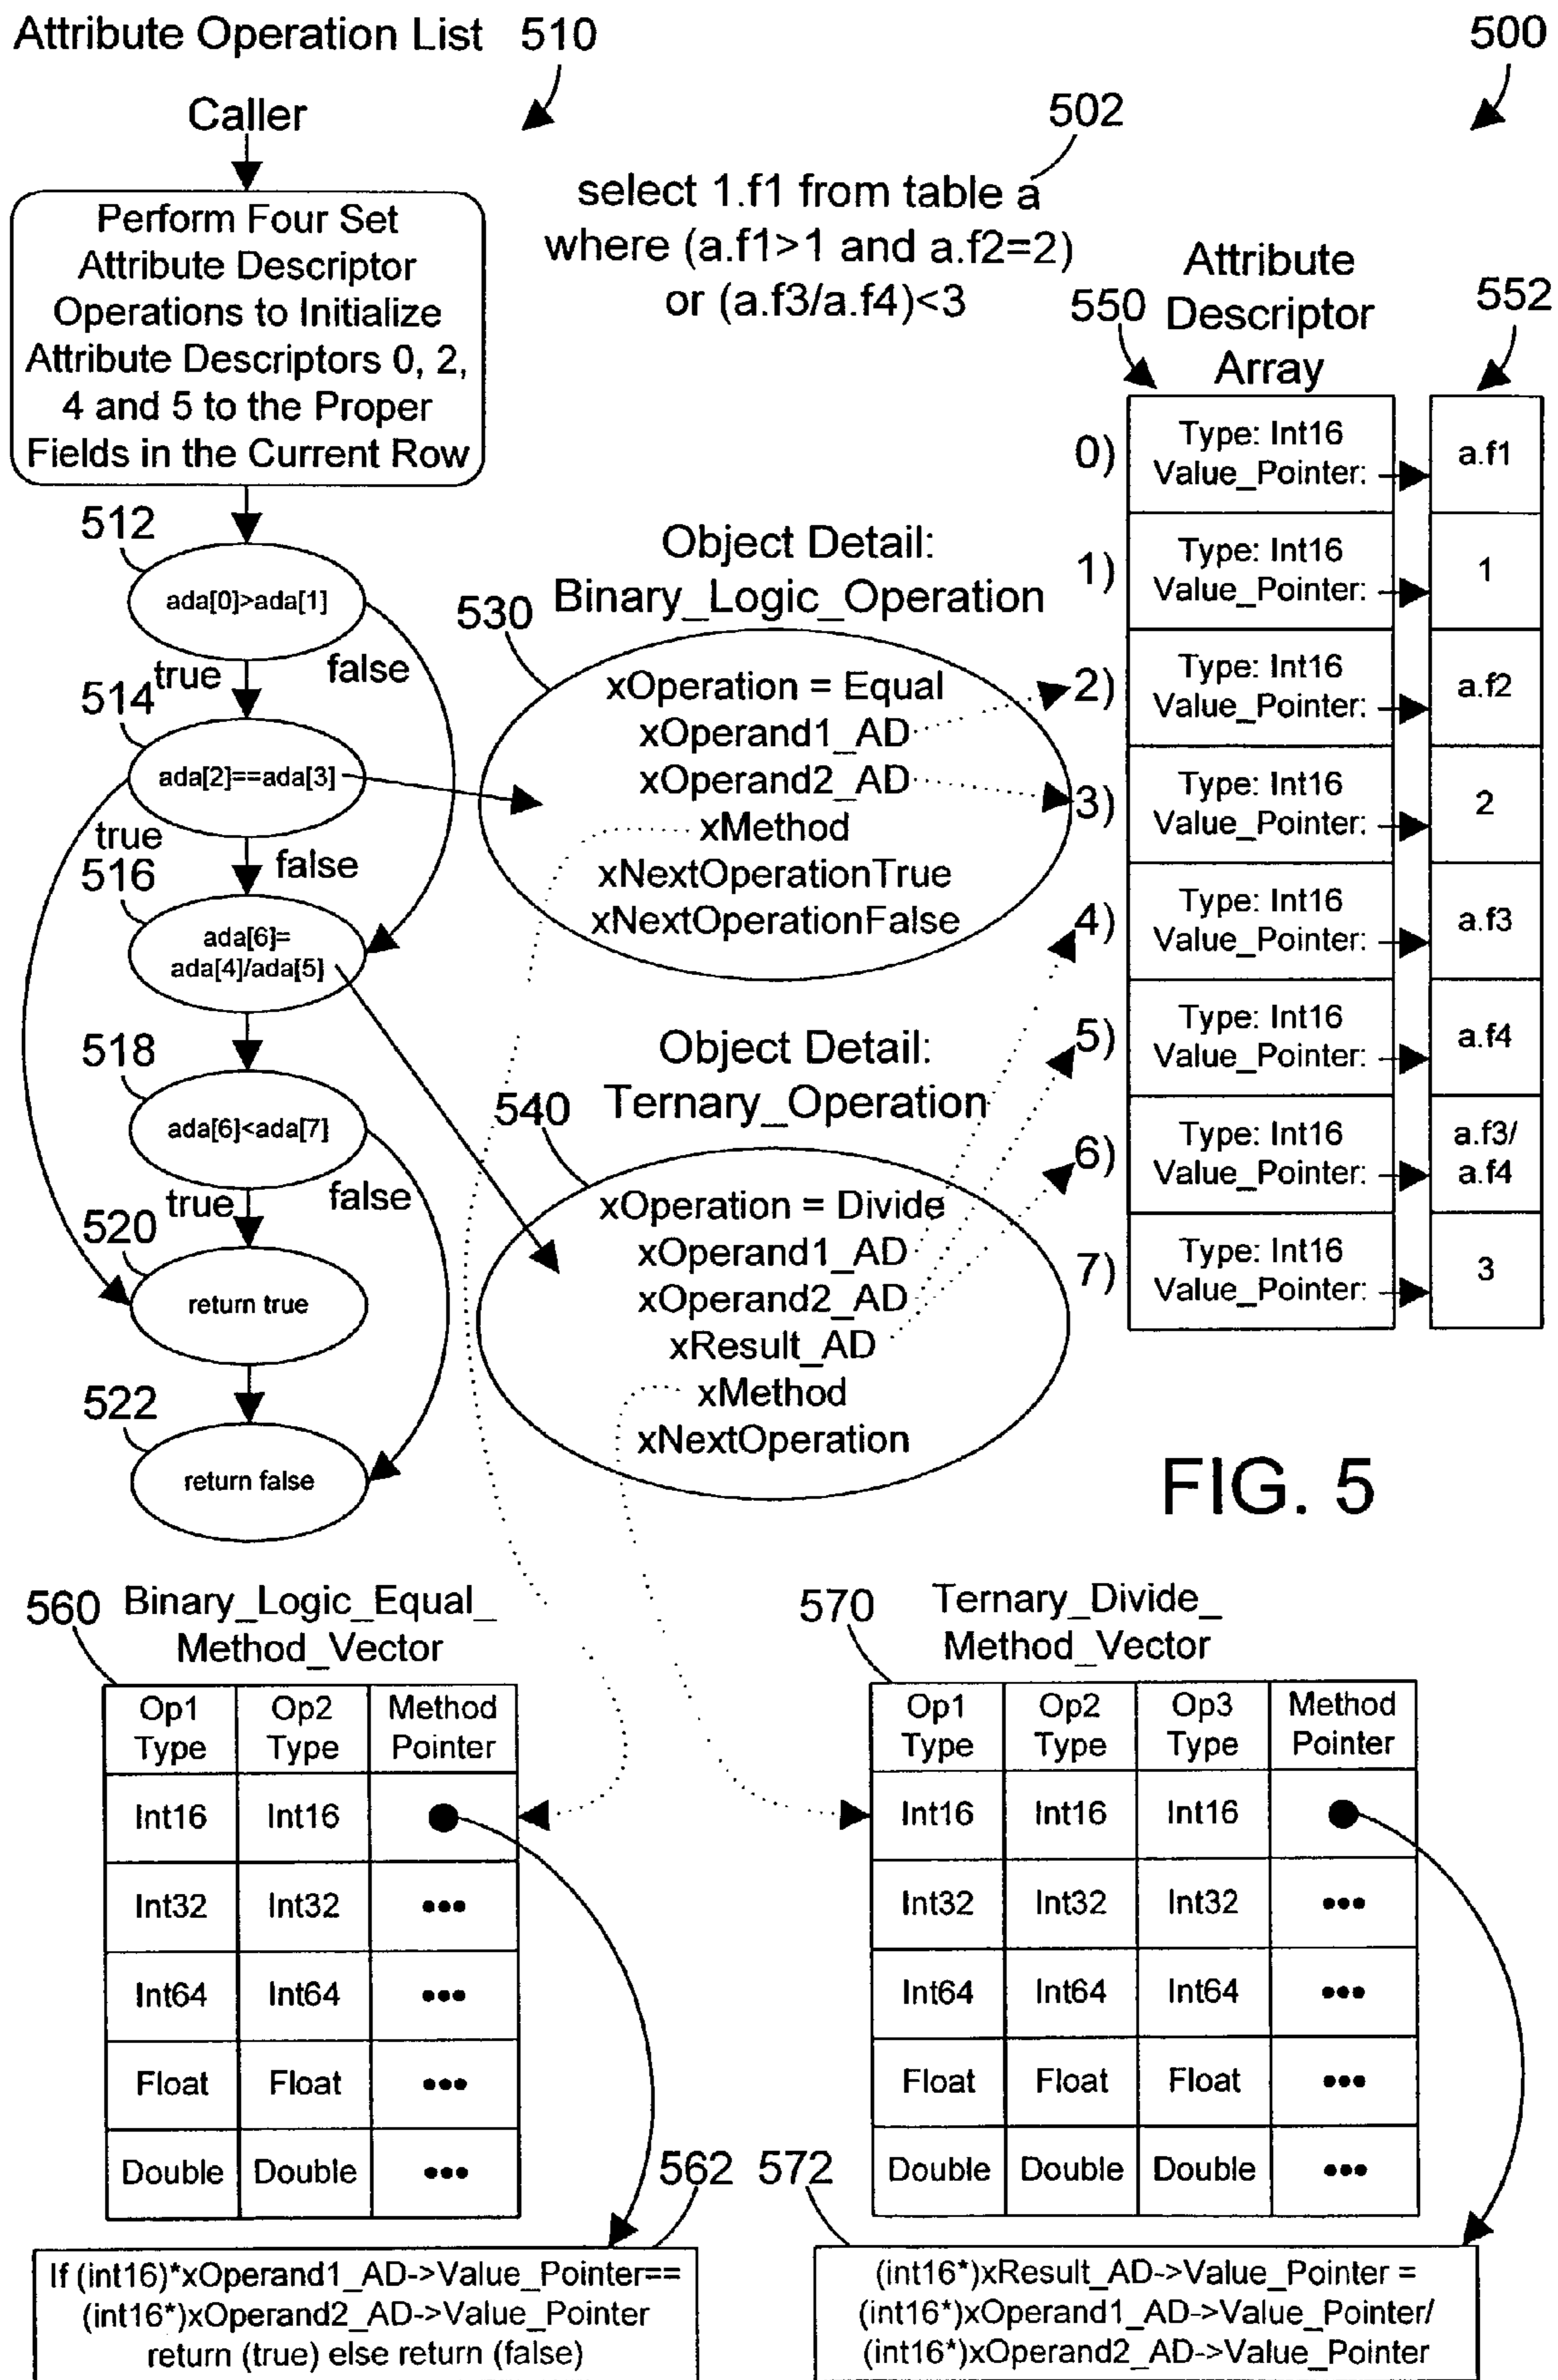 Attribute Operation List 510
500
Caller
502
Perform Four Set
Attribute Descriptor
Operations to Initialize
Attribute Descriptors 0, 2,
4 and 5 to the Proper
Fields in the Current Row
select 1.f1 from table a
where (a.f1>1 and a.f2=2)
or (a.f3/a.f4)<3
512
ada[0]>ada[1]
true
false
514
ada[2]==ada[3]
true
false
516
ada[6]=
ada[4]/ada[5]
518
ada[6]<ada[7]
true
false
520
return true
522
return false
Object Detail:
Binary_Logic_Operation
530
xOperation = Equal
xOperand1_AD
xOperand2_AD
xMethod
xNextOperationTrue
xNextOperationFalse
Object Detail:
Ternary_Operation
540
xOperation = Divide
xOperand1_AD
xOperand2_AD
xResult_AD
xMethod
xNextOperation
Attribute
Descriptor
Array
550
552
0)
Type: Int16
Value_Pointer:
a.f1
1)
Type: Int16
Value_Pointer:
1
2)
Type: Int16
Value_Pointer:
a.f2
3)
Type: Int16
Value_Pointer:
2
4)
Type: Int16
Value_Pointer:
a.f3
5)
Type: Int16
Value_Pointer:
a.f4
6)
Type: Int16
Value_Pointer:
a.f3/
a.f4
7)
Type: Int16
Value_Pointer:
3
FIG. 5
560
Binary_Logic_Equal_
Method_Vector
Op1 Type Op2 Type Method Pointer
Int16 Int16
Int32 Int32 •••
Int64 Int64 •••
Float Float •••
Double Double •••
562
If (int16)*xOperand1_AD->Value_Pointer==
(int16*)xOperand2_AD->Value_Pointer
return (true) else return (false)
570
Ternary_Divide_
Method_Vector
Op1 Type Op2 Type Op3 Type Method Pointer
Int16 Int16 Int16
Int32 Int32 Int32 •••
Int64 Int64 Int64 •••
Float Float Float •••
Double Double Double •••
572
(int16*)xResult_AD->Value_Pointer =
(int16*)xOperand1_AD->Value_Pointer/
(int16*)xOperand2_AD->Value_Pointer